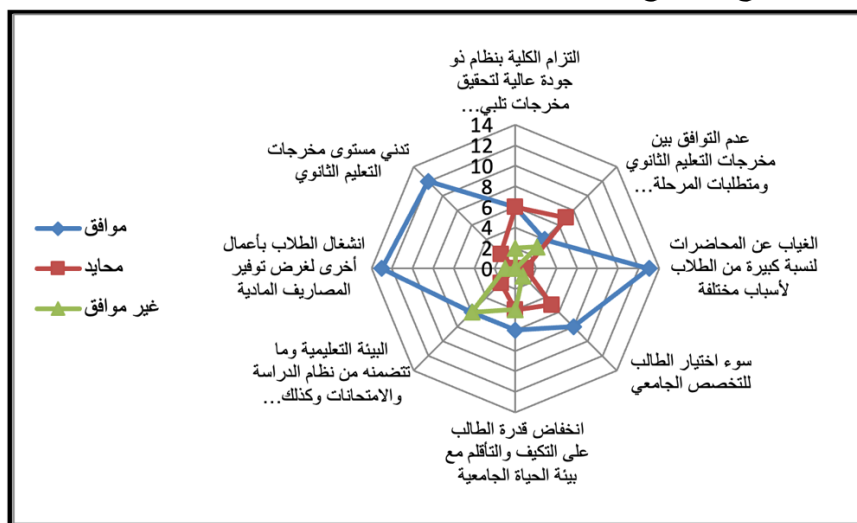 التزام الكلية بنظام ذو
جودة عالية لتحقيق
مخرجات تلبي...
14
12
10
8
6
4
2
0
عدم التوافق بين
مخرجات التعليم الثانوي
ومتطلبات المرحلة...
الغياب عن المحاضرات
لنسبة كبيرة من الطلاب
لأسباب مختلفة
سوء اختيار الطالب
للتخصص الجامعي
انخفاض قدرة الطالب
على التكيف والتأقلم مع
بيئة الحياة الجامعية
البيئة التعليمية وما
تتضمنه من نظام الدراسة
والامتحانات وكذلك...
انشغال الطلاب بأعمال
أخرى لغرض توفير
المصاريف المادية
تدني مستوى مخرجات
التعليم الثانوي
موافق
محايد
غير موافق